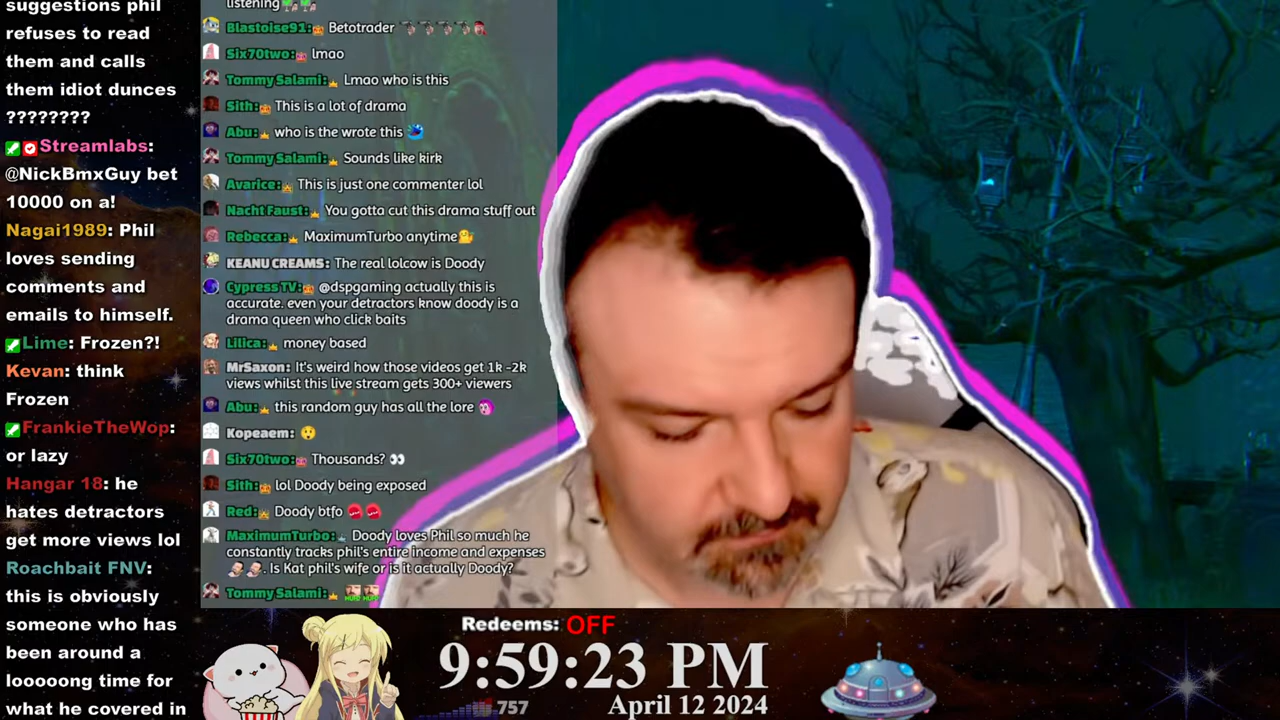 suggestions phil
refuses to read
them and calls
them idiot dunces
????????
Streamlabs:
@NickBmxGuy bet
10000 on a!
Nagai1989: Phil
loves sending
comments and
emails to himself.
Lime: Frozen?!
Kevan: think
Frozen
FrankieTheWop:
or lazy
Hangar 18: he
hates detractors
get more views lol
Roachbait FNV:
this is obviously
someone who has
been around a
looooong time for
what he covered in
listening
Blastoise91: Betotrader
Six70two: lmao
Tommy Salami: Lmao who is this
Sith: This is a lot of drama
Abu: who is the wrote this
Tommy Salami: Sounds like kirk
Avarice: This is just one commenter lol
Nacht Faust: You gotta cut this drama stuff out
Rebecca: MaximumTurbo anytime
KEANU CREAMS: The real lolcow is Doody
Cypress TV: @dspgaming actually this is
accurate. even your detractors know doody is a
drama queen who click baits
Lilica: money based
MrSaxon: It's weird how those videos get 1k -2k
views whilst this live stream gets 300+ viewers
Abu: this random guy has all the lore
Kopeaem:
Six70two: Thousands?
Sith: lol Doody being exposed
Red: Doody btfo
MaximumTurbo: Doody loves Phil so much he
constantly tracks phil's entire income and expenses
. Is Kat phil's wife or is it actually Doody?
Tommy Salami:
Redeems: OFF
9:59:23 PM
757 April 12 2024